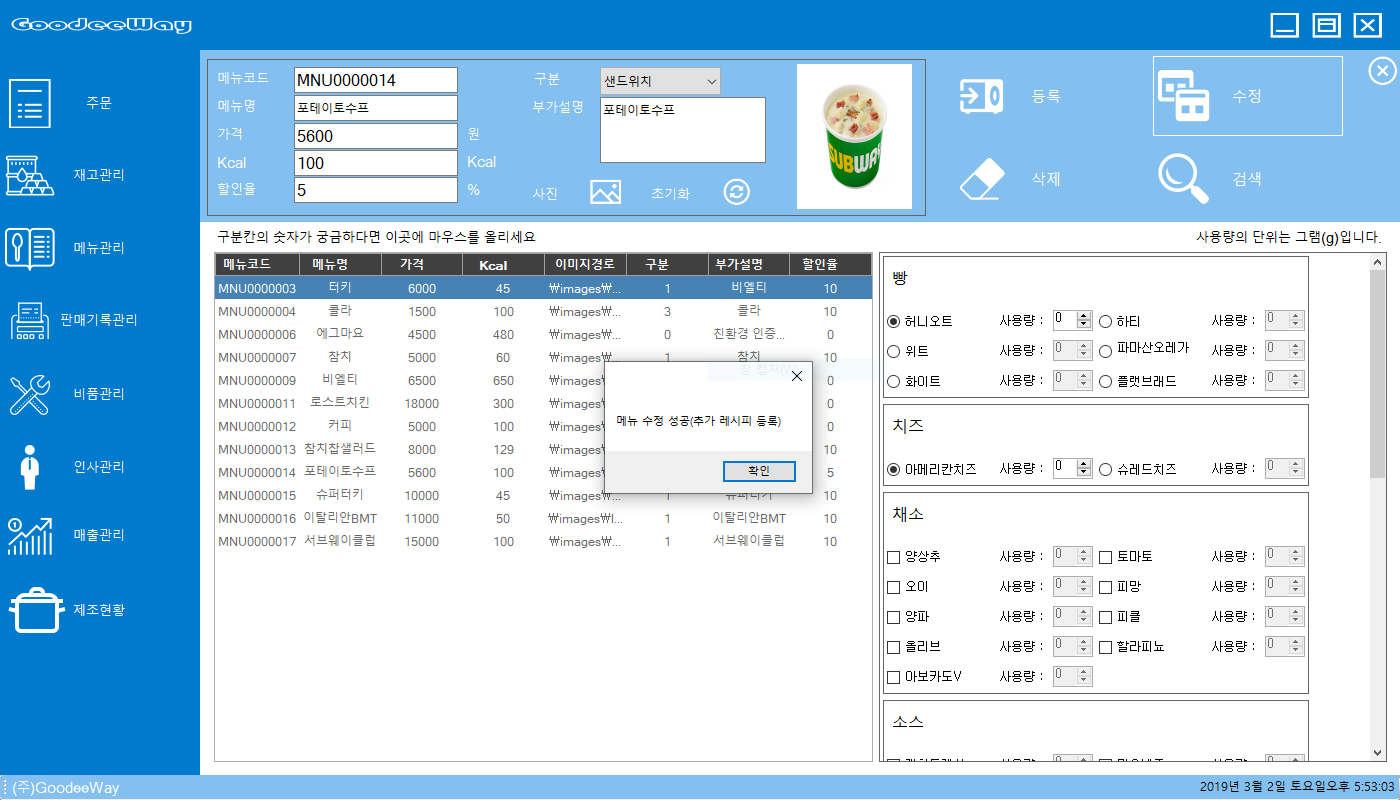 GoodeeWay
주문
재고관리
메뉴관리
판매기록관리
비품관리
인사관리
매출관리
제조현황
메뉴코드 MNU0000014
메뉴명 포테이토수프
가격 5600 원
Kcal 100 Kcal
할인율 5 %
구분 샌드위치
부가설명 포테이토수프
사진 초기화
SUBWAY
등록 수정
삭제 검색
구분칸의 숫자가 궁금하다면 이곳에 마우스를 올리세요
사용량의 단위는 그램(g)입니다.
메뉴코드 메뉴명 가격 Kcal 이미지경로 구분 부가설명 할인율
MNU0000003 터키 6000 45 ₩images₩... 1 비엘티 10
MNU0000004 콜라 1500 100 ₩images₩... 3 콜라 10
MNU0000006 에그마요 4500 480 ₩images₩... 0 친환경 인증... 0
MNU0000007 참치 5000 60 ₩images₩... 1 참치 10
MNU0000009 비엘티 6500 650 ₩images 0
MNU0000011 로스트치킨 18000 300 ₩images 0
MNU0000012 커피 5000 100 ₩images 0
MNU0000013 참치찹샐러드 8000 129 ₩images 10
MNU0000014 포테이토수프 5600 100 ₩images 5
MNU0000015 슈퍼터키 10000 45 ₩images₩... 1 슈퍼터키 10
MNU0000016 이탈리안BMT 11000 50 ₩images₩I... 1 이탈리안BMT 10
MNU0000017 서브웨이클럽 15000 100 ₩images₩... 1 서브웨이클럽 10
메뉴 수정 성공(추가 레시피 등록)
확인
빵
허니오트 사용량 : 0 하티 사용량 : 0
위트 사용량 : 0 파마산오레가 사용량 : 0
화이트 사용량 : 0 플랫브래드 사용량 : 0
치즈
아메리칸치즈 사용량 : 0 슈레드치즈 사용량 : 0
채소
양상추 사용량 : 0 토마토 사용량 : 0
오이 사용량 : 0 피망 사용량 : 0
양파 사용량 : 0 피클 사용량 : 0
올리브 사용량 : 0 할라피뇨 사용량 : 0
아보카도V 사용량 : 0
소스
(주)GoodeeWay
2019년 3월 2일 토요일오후 5:53:03